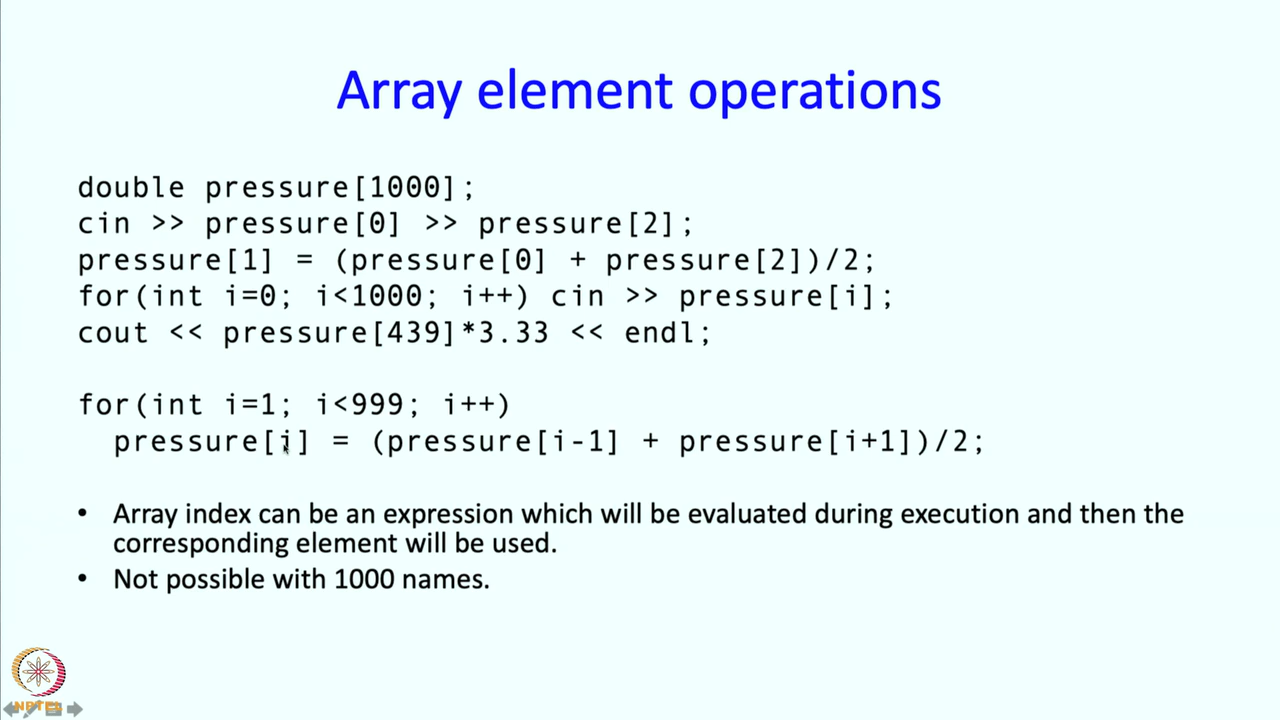 Array element operations
double pressure[1000];
cin >> pressure[0] >> pressure[2];
pressure[1] = (pressure[0] + pressure[2])/2;
for(int i=0; i<1000; i++) cin >> pressure[i];
cout << pressure[439]*3.33 << endl;
for(int i=1; i<999; i++)
pressure[i] = (pressure[i-1] + pressure[i+1])/2;
• Array index can be an expression which will be evaluated during execution and then the
corresponding element will be used.
• Not possible with 1000 names.
NPTEL